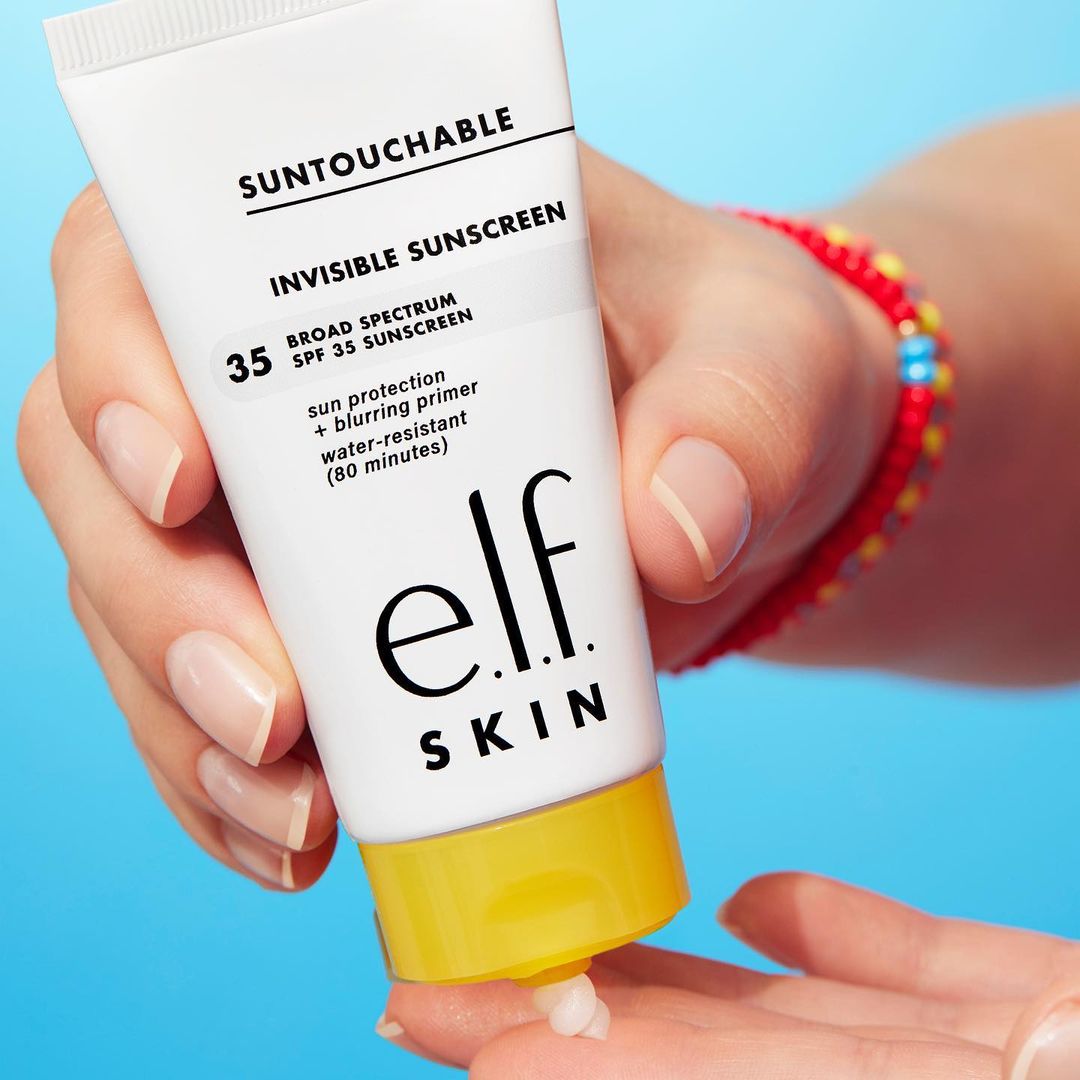 SUNTOUCHABLE
INVISIBLE SUNSCREEN
35
BROAD SPECTRUM
SPF 35 SUNSCREEN
sun protection
+ blurring primer
water-resistant
(80 minutes)
e.l.f.
SKIN